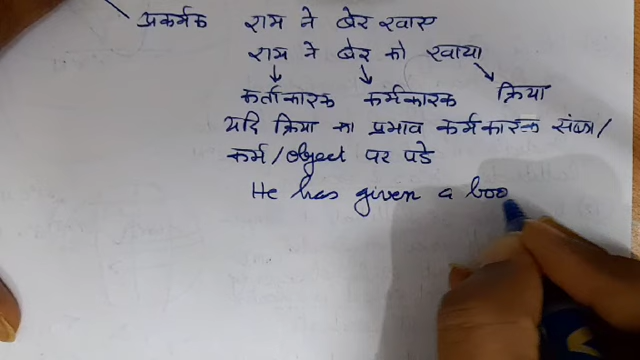 प्रकर्मक राम ने बेर खाए
राम ने बेर को खाया
कर्ताकारक कर्मकारक क्रिया
यदि क्रिया का प्रभाव कर्मकारक संज्ञा/
कर्म/object पर पडे
He has given a boo